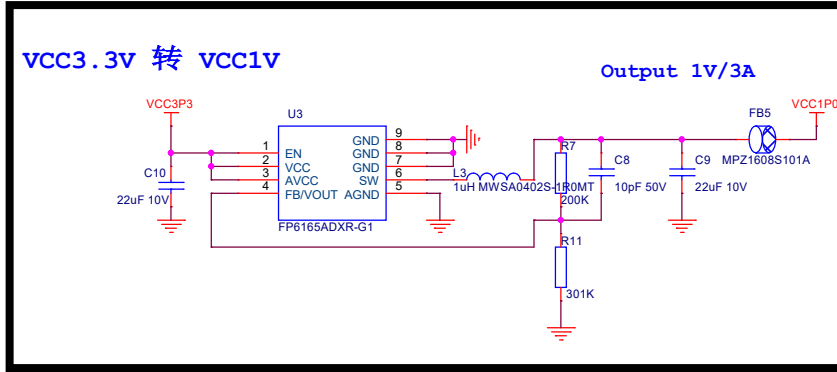 VCC3.3V 转 VCC1V
Output 1V/3A
VCC3P3
U3
FB5
VCC1P0
MPZ1608S101A
1 EN
2 VCC
3 AVCC
4 FB/VOUT
GND 9
GND 8
GND 7
SW 6
AGND 5
FP6165ADXR-G1
C10
22uF 10V
L3
1uH MWSA0402S-1R0MT
R7
200K
C8
10pF 50V
C9
22uF 10V
R11
301K